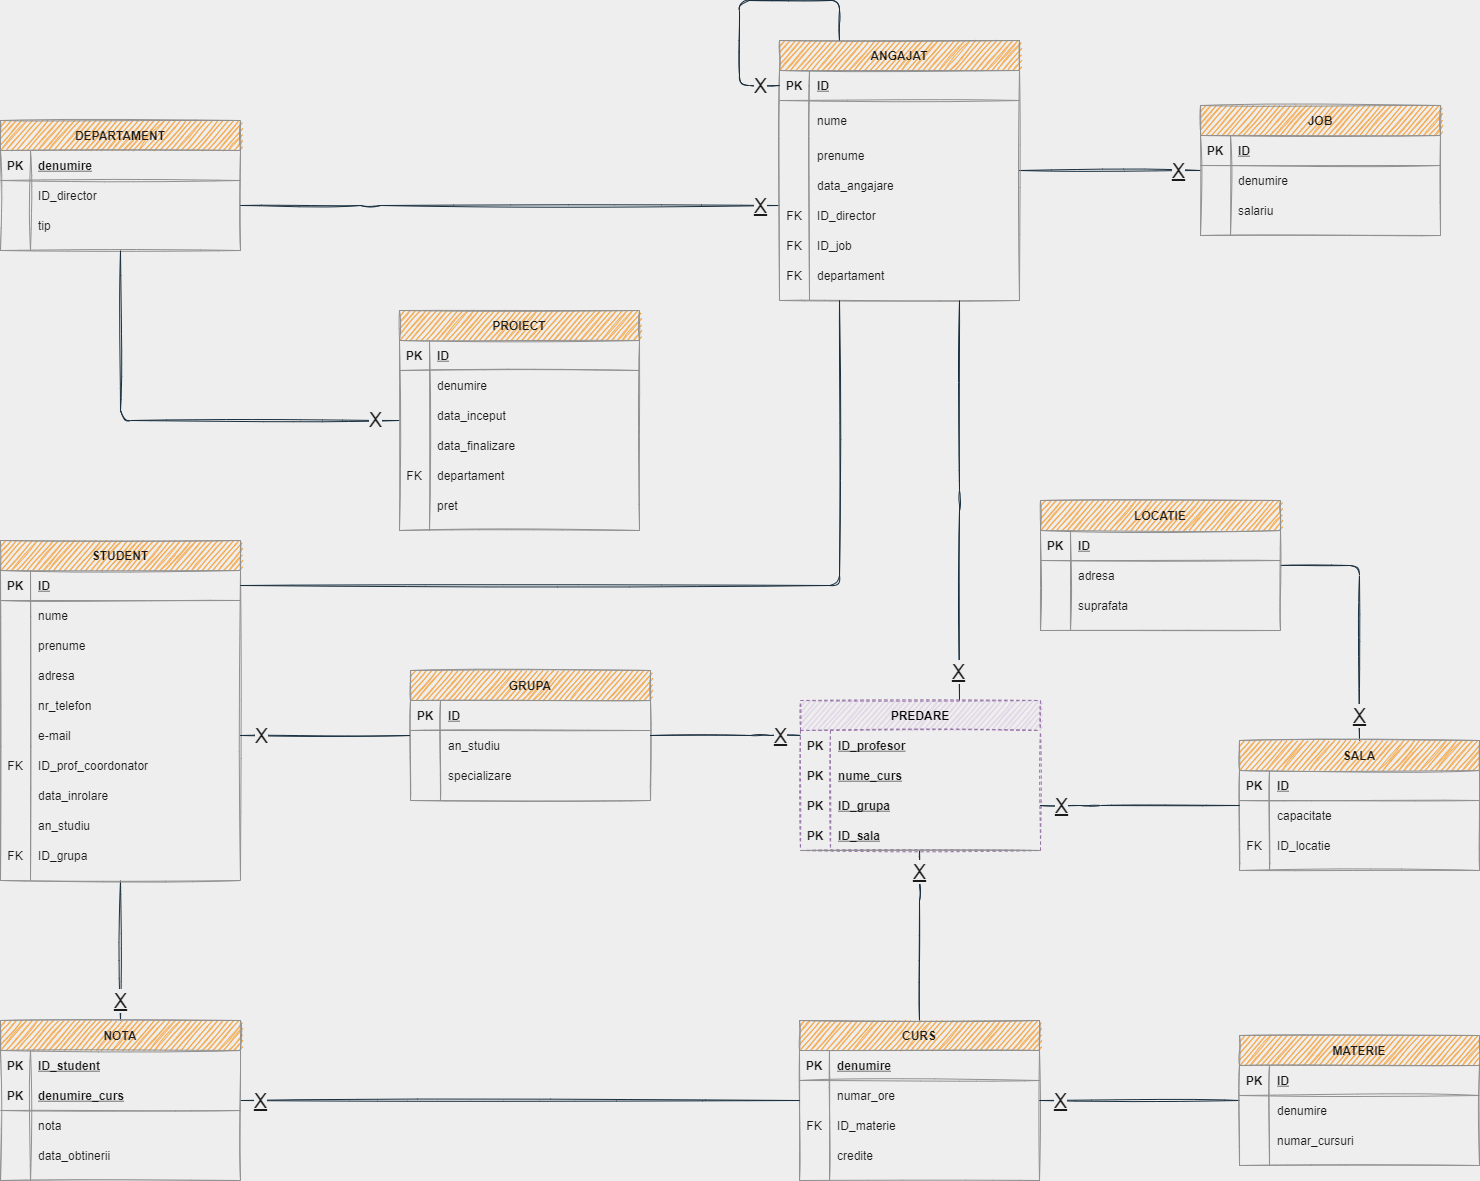 ANGAJAT
X PK ID
nume
prenume
data_angajare
FK ID_director
FK ID_job
FK departament
X
JOB
PK ID
denumire
salariu
X
DEPARTAMENT
PK denumire
ID_director
tip
PROIECT
PK ID
denumire
data_inceput
data_finalizare
FK departament
pret
X
LOCATIE
PK ID
adresa
suprafata
STUDENT
PK ID
nume
prenume
adresa
nr_telefon
e-mail
FK ID_prof_coordonator
data_inrolare
an_studiu
FK ID_grupa
X
GRUPA
PK ID
an_studiu
specializare
X
X
PREDARE
PK ID_profesor
PK nume_curs
PK ID_grupa
PK ID_sala
X
X
X
SALA
PK ID
capacitate
FK ID_locatie
X
NOTA
PK ID_student
PK denumire_curs
nota
data_obtinerii
X
CURS
PK denumire
numar_ore
FK ID_materie
credite
X
MATERIE
PK ID
denumire
numar_cursuri